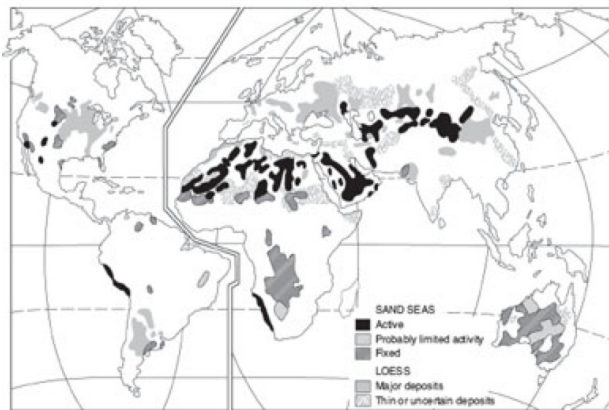 SAND SEAS
Active
Probably limited activity
Fixed
LOESS
Major deposits
Thin or uncertain deposits